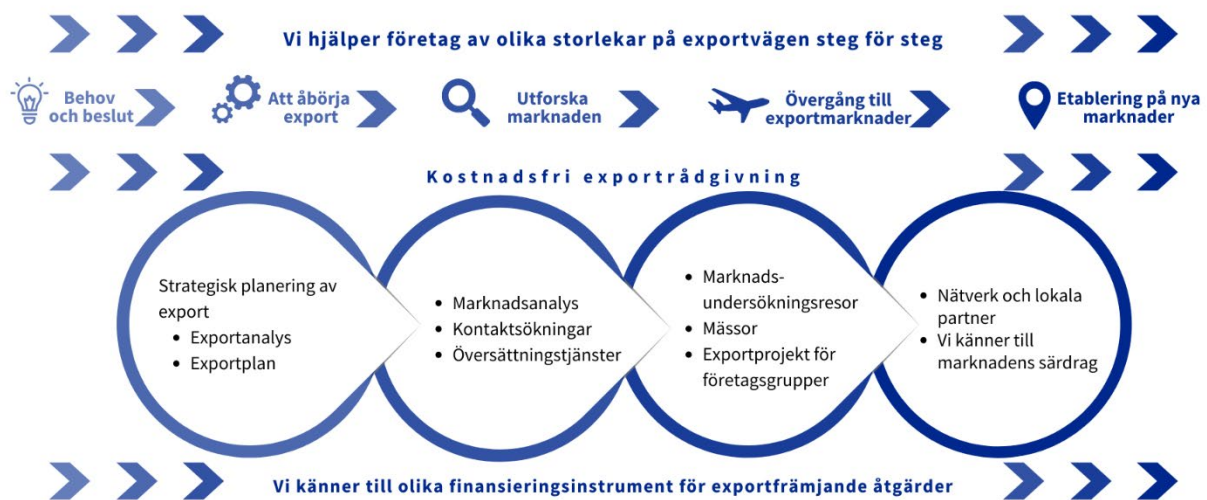 Vi hjälper företag av olika storlekar på exportvägen steg för steg
Behov
och beslut
Att åbörja
export
Utforska
marknaden
Övergång till
exportmarknader
Etablering på nya
marknader
Kostnadsfri exportrådgivning
Strategisk planering av
export
• Exportanalys
• Exportplan
• Marknadsanalys
• Kontaktsökningar
• Översättningstjänster
• Marknads-
undersökningsresor
• Mässor
• Exportprojekt för
företagsgrupper
• Nätverk och lokala
partner
• Vi känner till
marknadens särdrag
Vi känner till olika finansieringsinstrument för exportfrämjande åtgärder